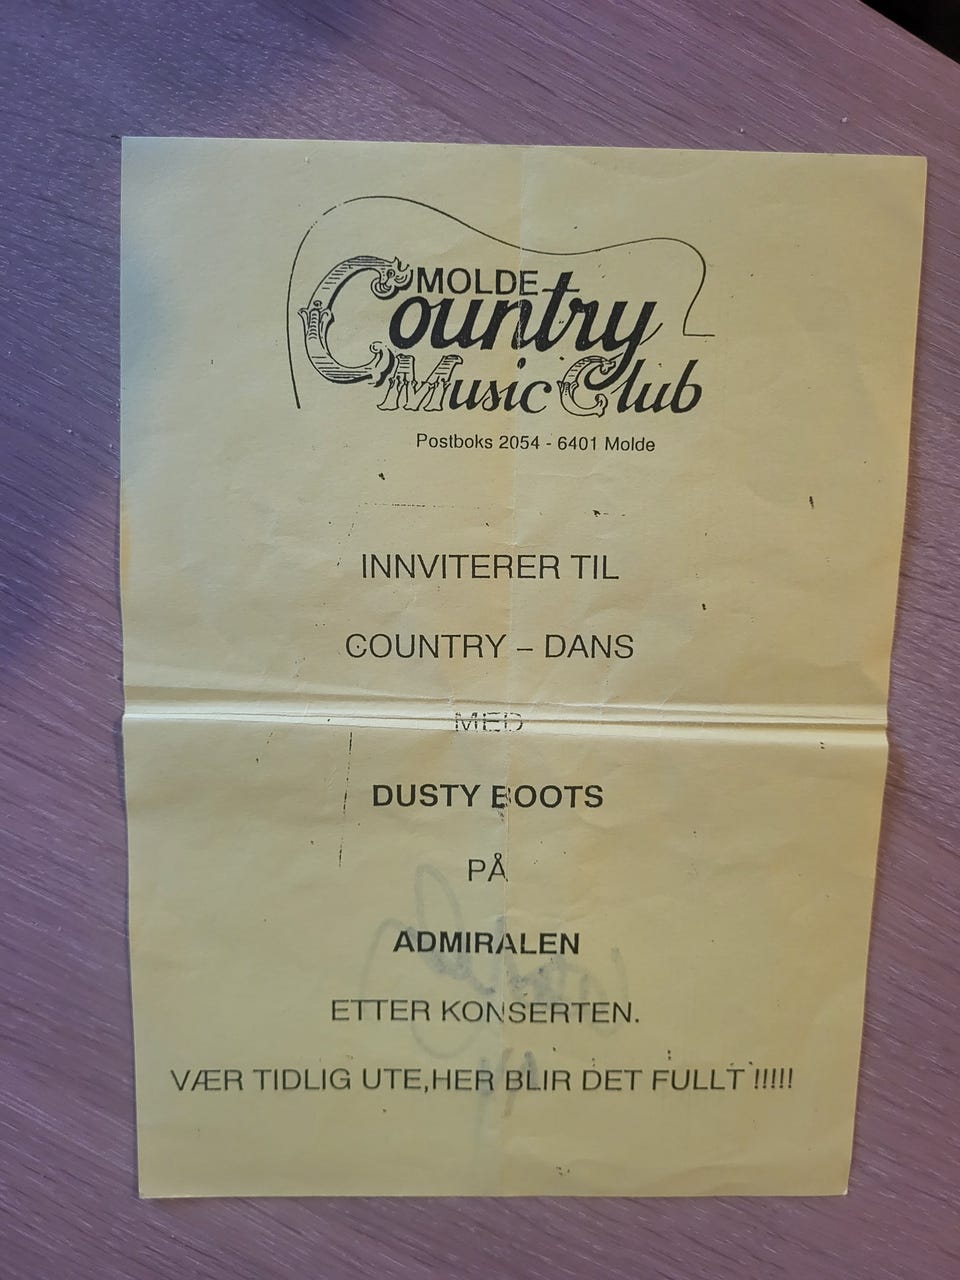 MOLDE
Country
Music Club
Postboks 2054 - 6401 Molde
INNVITERER TIL
COUNTRY – DANS
MED
DUSTY BOOTS
PÅ
ADMIRALEN
ETTER KONSERTEN.
VÆR TIDLIG UTE,HER BLIR DET FULLT !!!!!